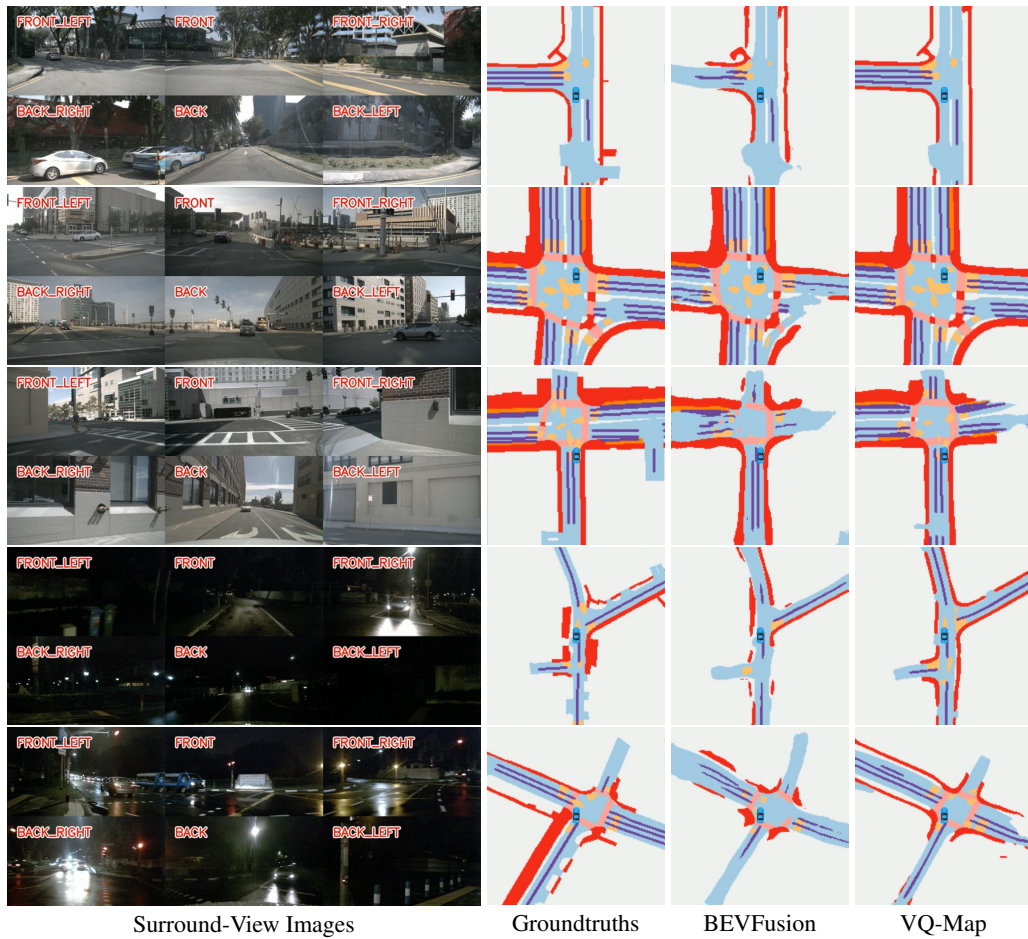 FRONT_LEFT FRONT FRONT_RIGHT
BACK_RIGHT BACK BACK_LEFT
FRONT_LEFT FRONT FRONT_RIGHT
BACK_RIGHT BACK BACK_LEFT
FRONT_LEFT FRONT FRONT_RIGHT
BACK_RIGHT BACK BACK_LEFT
FRONT_LEFT FRONT FRONT_RIGHT
BACK_RIGHT BACK BACK_LEFT
FRONT_LEFT FRONT FRONT_RIGHT
BACK_RIGHT BACK BACK_LEFT
Surround-View Images Groundtruths BEVFusion VQ-Map